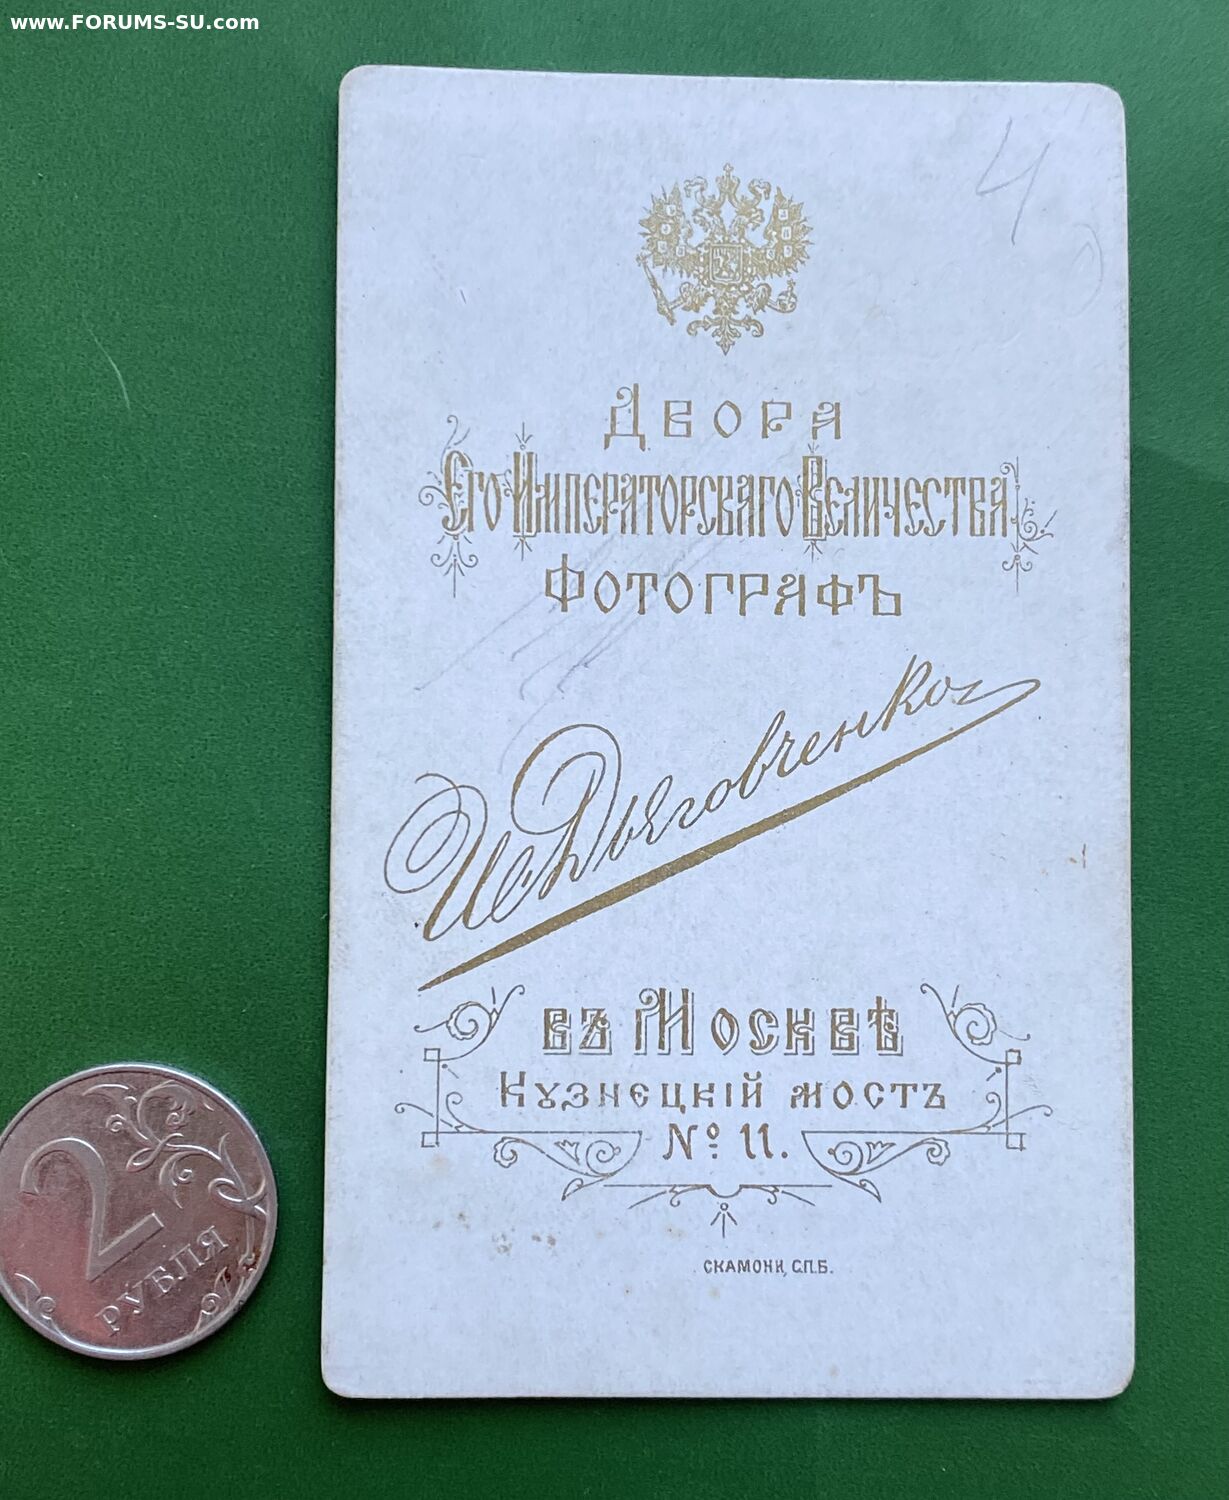 www.FORUMS-SU.com
4
Двора
Его Императорскаго Величества
Фотографъ
И Дьяговченко
въ Москвѣ
Кузнецкій мостъ
№ 11.
СКАМОНИ, С.П.Б.
2
РУБЛЯ